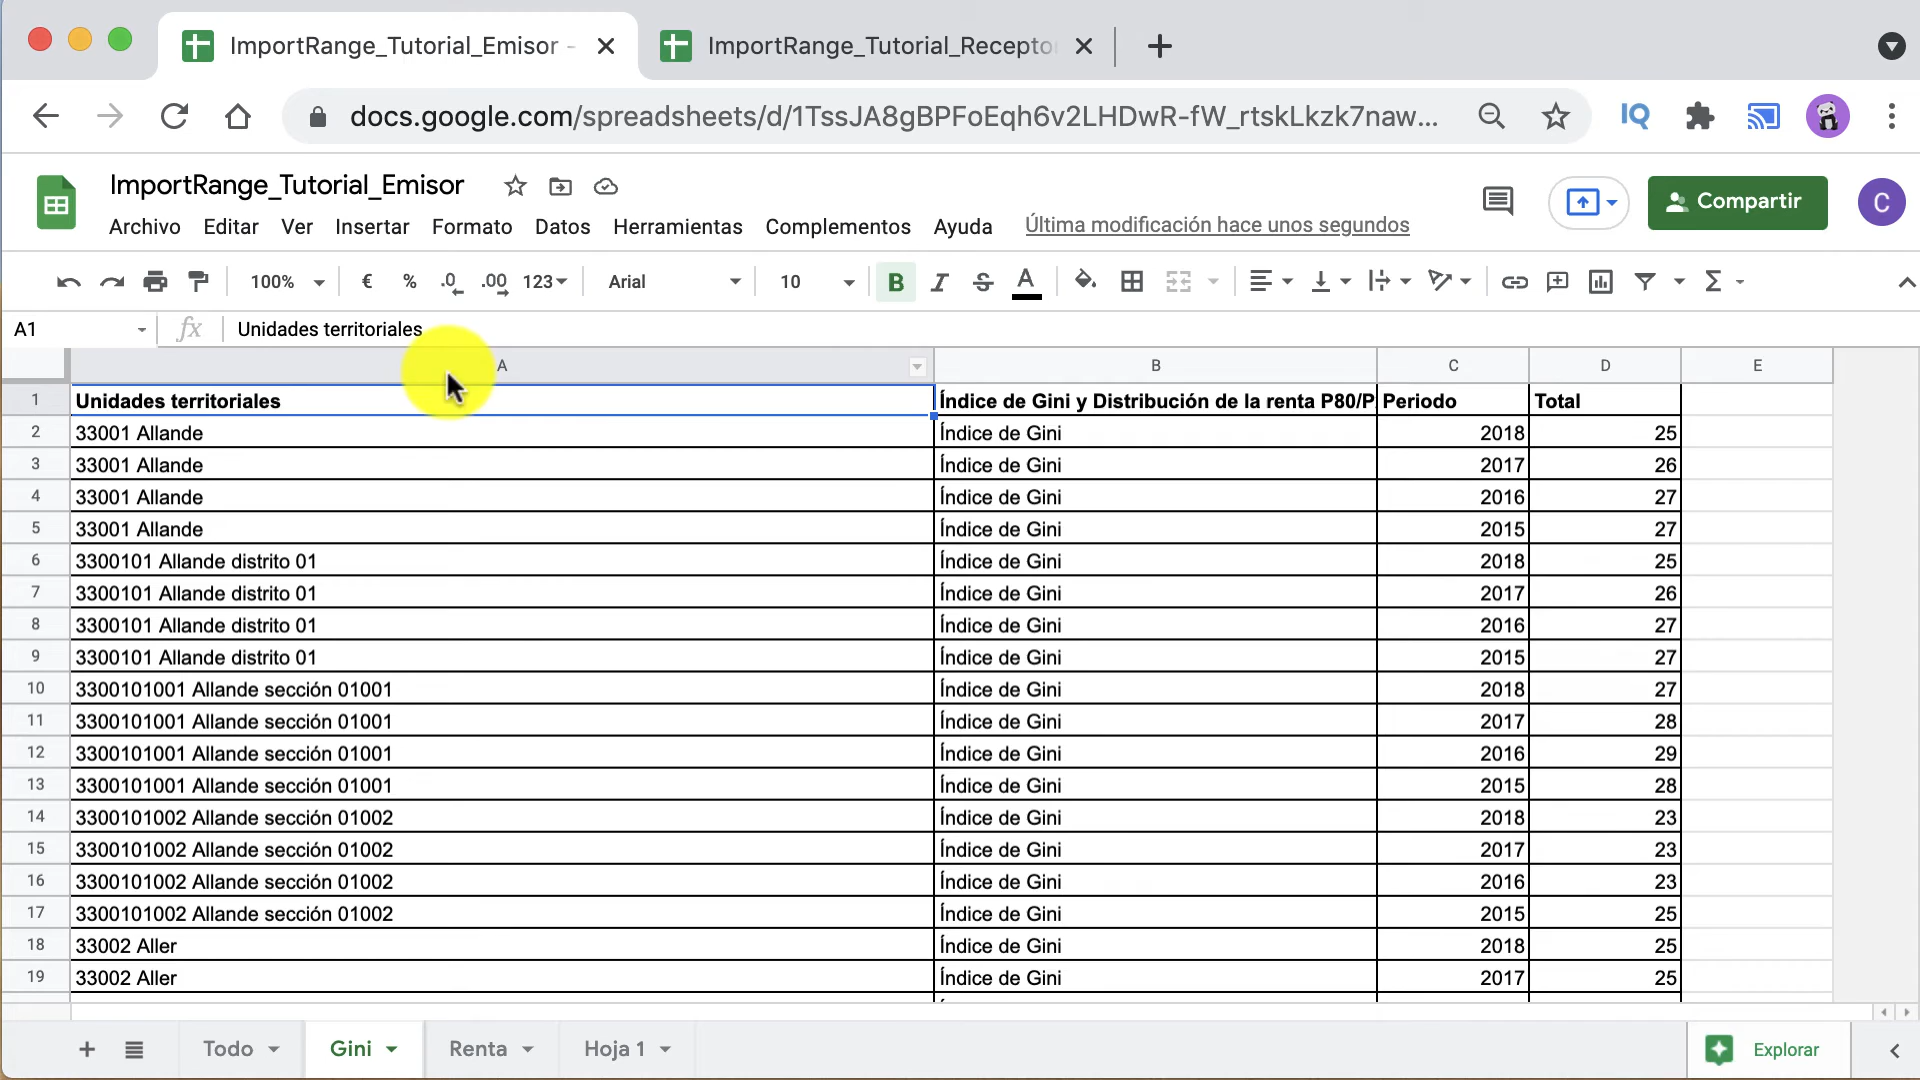 ImportRange_Tutorial_Emisor -
ImportRange_Tutorial_Recepto
docs.google.com/spreadsheets/d/1TssJA8gBPFoEqh6v2LHDwR-fW_rtskLkzk7naw...
IQ
ImportRange_Tutorial_Emisor
Archivo Editar Ver Insertar Formato Datos Herramientas Complementos Ayuda Última modificación hace unos segundos
Compartir
C
100% € % .0 .00 123 Arial 10 B I S A Σ
A1 fx Unidades territoriales
A B C D E
1 Unidades territoriales Índice de Gini y Distribución de la renta P80/P Periodo Total
2 33001 Allande Índice de Gini 2018 25
3 33001 Allande Índice de Gini 2017 26
4 33001 Allande Índice de Gini 2016 27
5 33001 Allande Índice de Gini 2015 27
6 3300101 Allande distrito 01 Índice de Gini 2018 25
7 3300101 Allande distrito 01 Índice de Gini 2017 26
8 3300101 Allande distrito 01 Índice de Gini 2016 27
9 3300101 Allande distrito 01 Índice de Gini 2015 27
10 3300101001 Allande sección 01001 Índice de Gini 2018 27
11 3300101001 Allande sección 01001 Índice de Gini 2017 28
12 3300101001 Allande sección 01001 Índice de Gini 2016 29
13 3300101001 Allande sección 01001 Índice de Gini 2015 28
14 3300101002 Allande sección 01002 Índice de Gini 2018 23
15 3300101002 Allande sección 01002 Índice de Gini 2017 23
16 3300101002 Allande sección 01002 Índice de Gini 2016 23
17 3300101002 Allande sección 01002 Índice de Gini 2015 25
18 33002 Aller Índice de Gini 2018 25
19 33002 Aller Índice de Gini 2017 25
Todo Gini Renta Hoja 1 Explorar